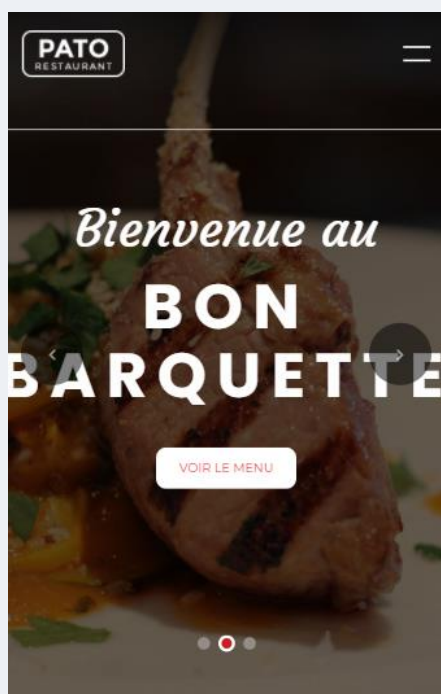 PATO
RESTAURANT
Bienvenue au
BON
BARQUETTE
VOIR LE MENU